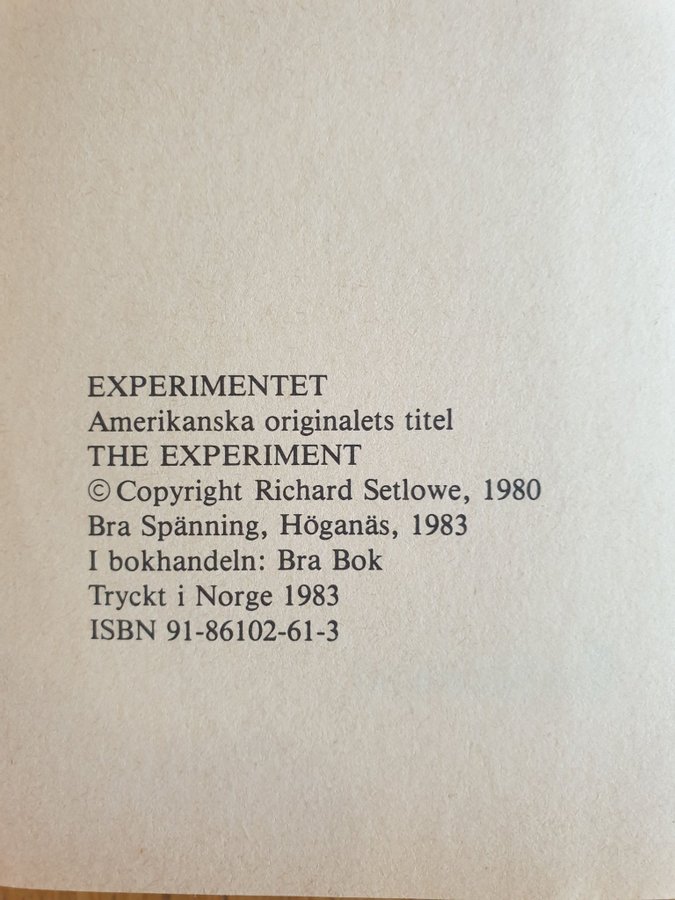 EXPERIMENTET
Amerikanska originalets titel
THE EXPERIMENT
© Copyright Richard Setlowe, 1980
Bra Spänning, Höganäs, 1983
I bokhandeln: Bra Bok
Tryckt i Norge 1983
ISBN 91-86102-61-3